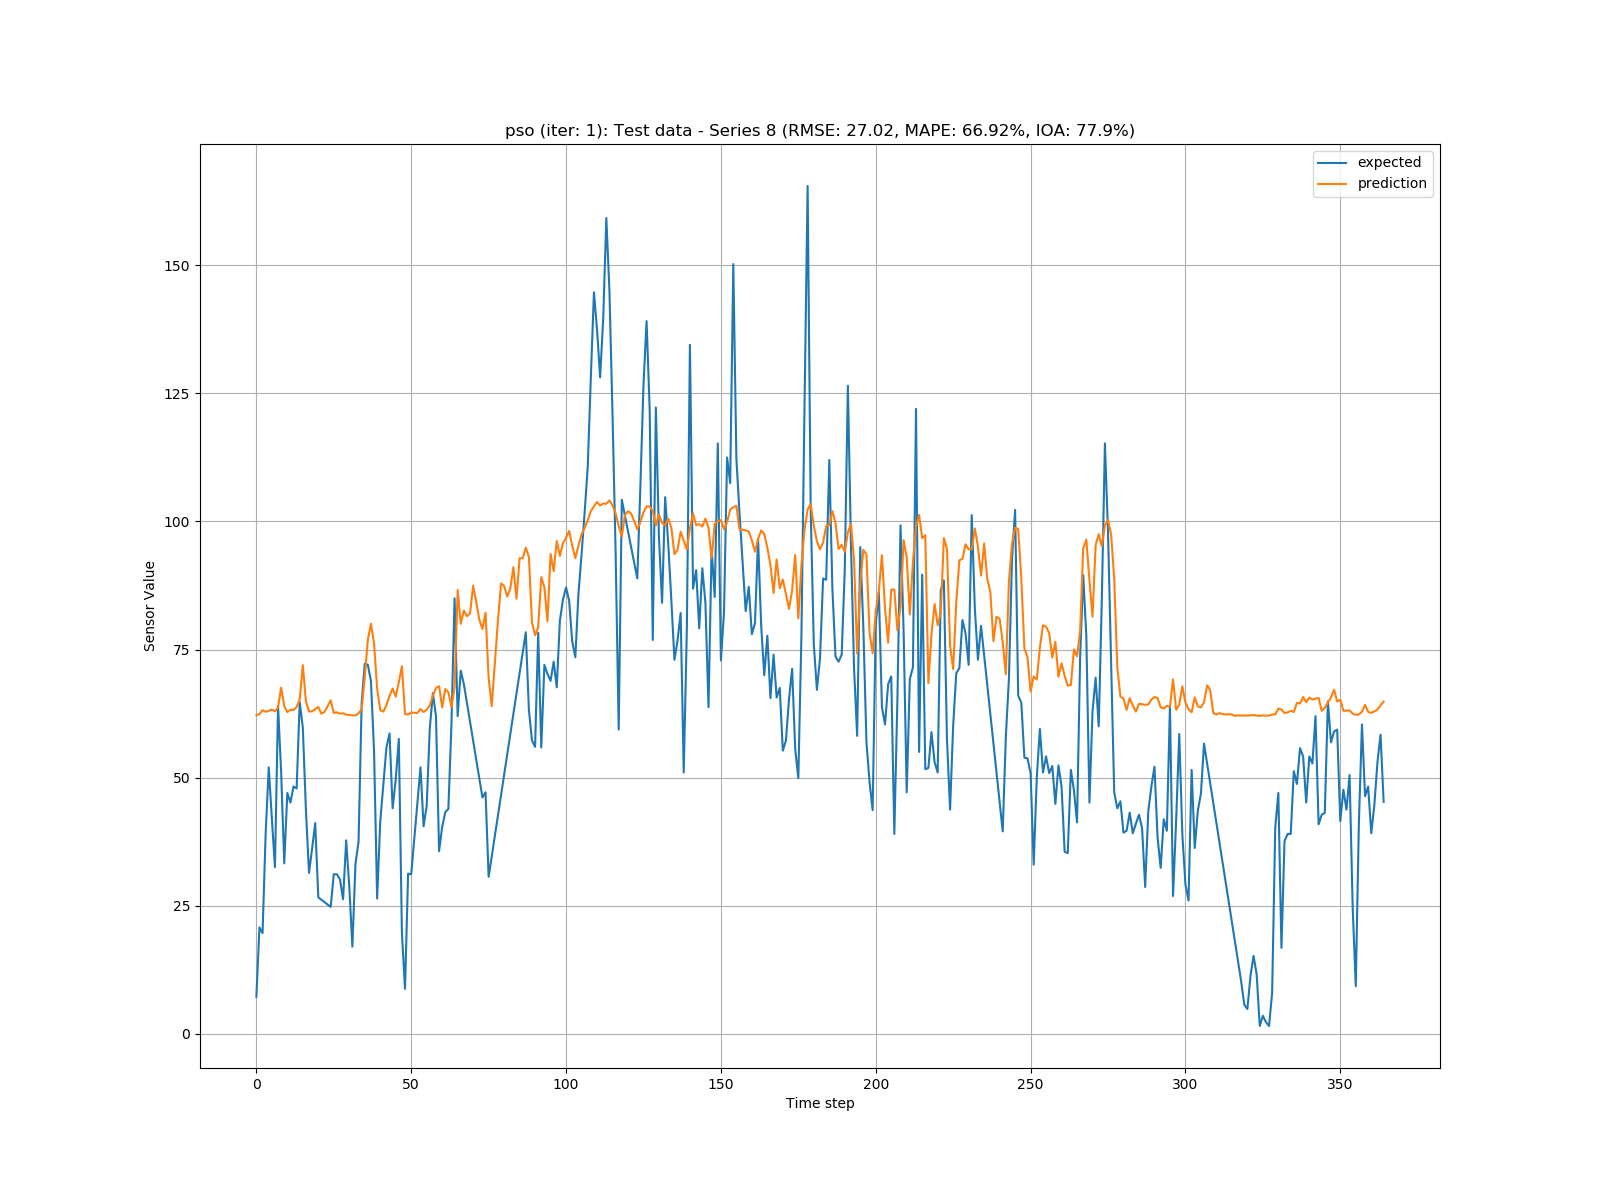 pso (iter: 1): Test data - Series 8 (RMSE: 27.02, MAPE: 66.92%, IOA: 77.9%)
expected
prediction
150
125
100
75
50
25
0
Sensor Value
0 50 100 150 200 250 300 350
Time step